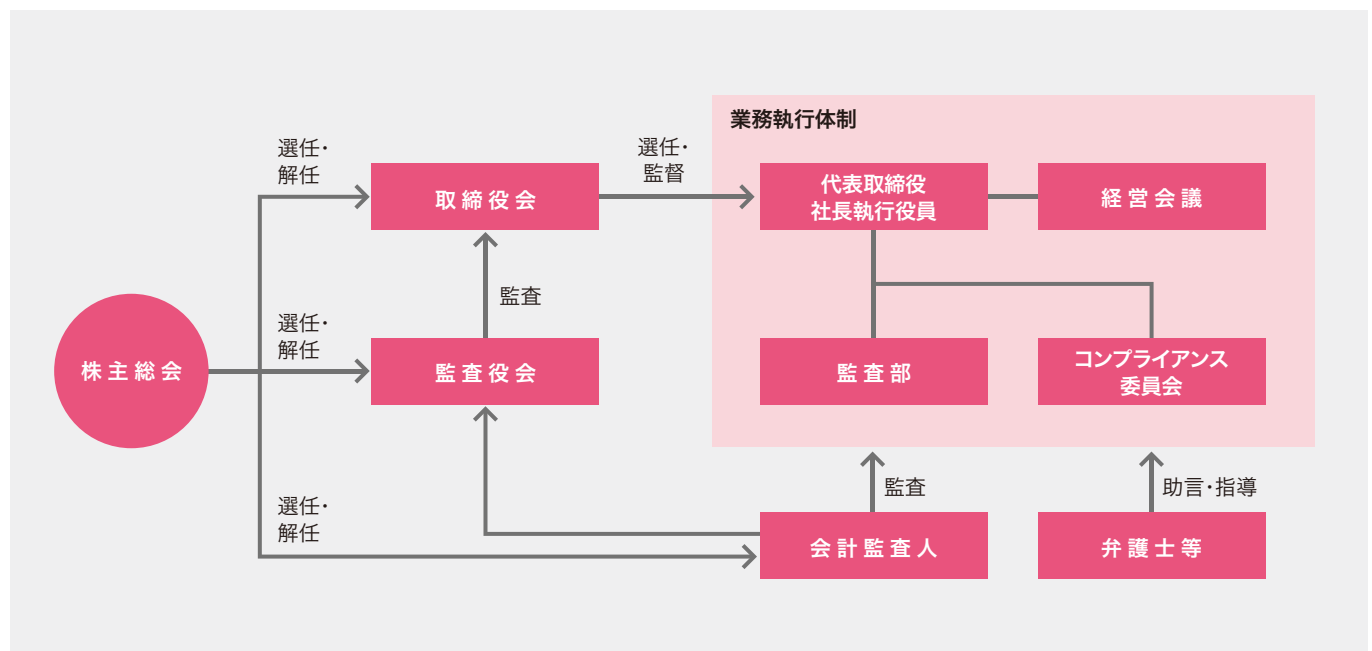 業務執行体制
選任・
解任
選任・
監督
取締役会
代表取締役
社長執行役員
経営会議
監査
選任・
解任
株主総会
監査役会
監査部
コンプライアンス
委員会
選任・
解任
監査
助言・指導
会計監査人
弁護士等